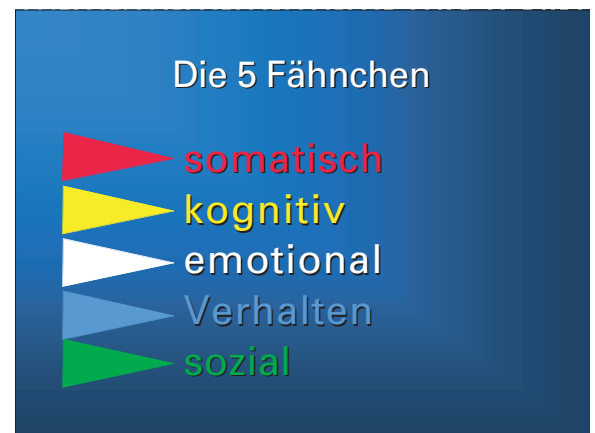 Die 5 Fähnchen
somatisch
kognitiv
emotional
Verhalten
sozial